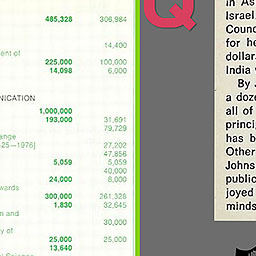 485,328 306,984
14,400
ent of
225,000 100,000
14,098 6,000
NICATION
1,000,000
193,000 31,691
79,729
ange
-25—1976] 27,202
47,856
5,059 5,059
40,000
24,000 8,000
wards
300,000 261,328
1,830 32,645
n and
30,000
y of
25,000 25,000
13,640
Q
in As
Israel
Counc
for he
dollar
India
By J
a doze
all of
princi
has b
Other
Johns
public
joyed
minds